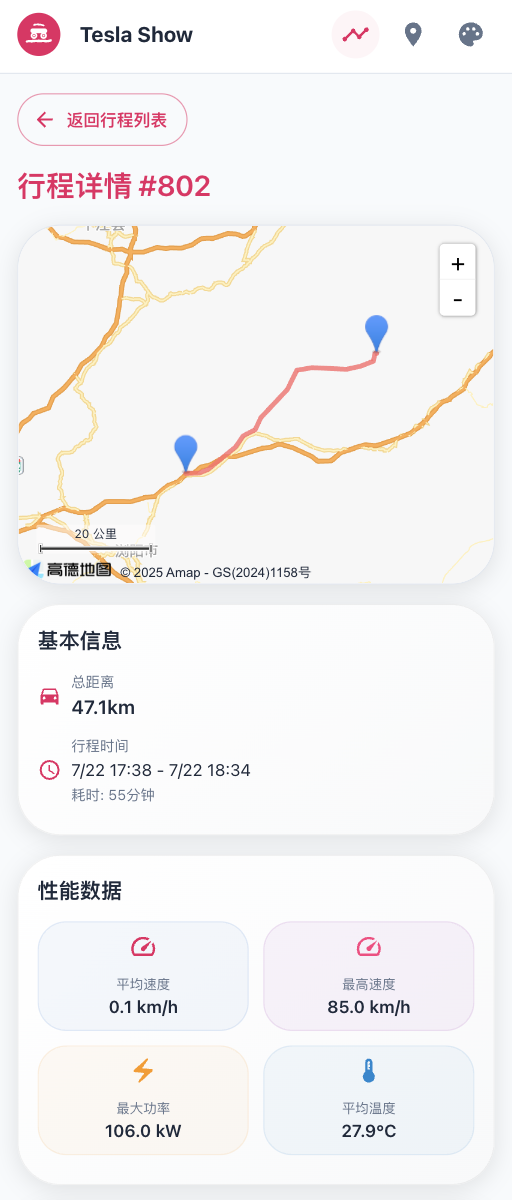 Tesla Show
返回行程列表
行程详情 #802
+
-
20 公里
浏阳市
高德地图 © 2025 Amap - GS(2024)1158号
基本信息
总距离
47.1km
行程时间
7/22 17:38 - 7/22 18:34
耗时: 55分钟
性能数据
平均速度
0.1 km/h
最高速度
85.0 km/h
最大功率
106.0 kW
平均温度
27.9°C